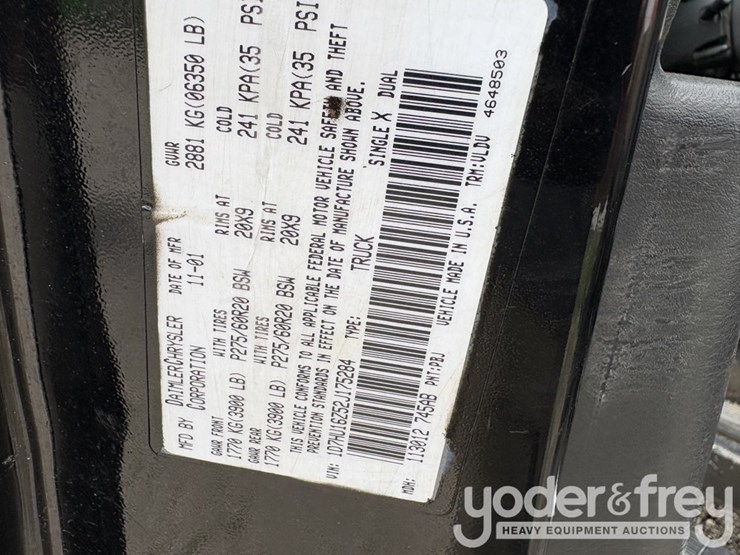 MFD BY DAIMLERCHRYSLER CORPORATION
DATE OF MFR 11-01
GVWR 2881 KG(06350 LB)
GAWR FRONT WITH TIRES RIMS AT COLD
1770 KG(3900 LB) P275/60R20 BSW 20X9 241 KPA(35 PSI
GAWR REAR WITH TIRES RIMS AT COLD
1770 KG(3900 LB) P275/60R20 BSW 20X9 241 KPA(35 PSI
THIS VEHICLE CONFORMS TO ALL APPLICABLE FEDERAL MOTOR VEHICLE SAFETY AND THEFT
PREVENTION STANDARDS IN EFFECT ON THE DATE OF MANUFACTURE SHOWN ABOVE.
VIN: TYPE: TRUCK SINGLE X DUAL
MDH: 113012 745AB PNT:PBJ VEHICLE MADE IN U.S.A. TRM:VLDV 4648503
yoder&frey
HEAVY EQUIPMENT AUCTIONS